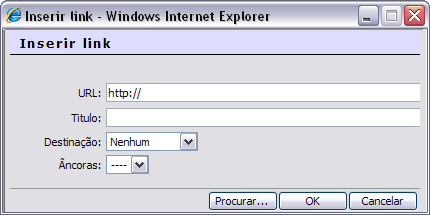 Inserir link - Windows Internet Explorer
Inserir link
URL: http://
Titulo:
Destinação: Nenhum
Âncoras: ----
Procurar... OK Cancelar